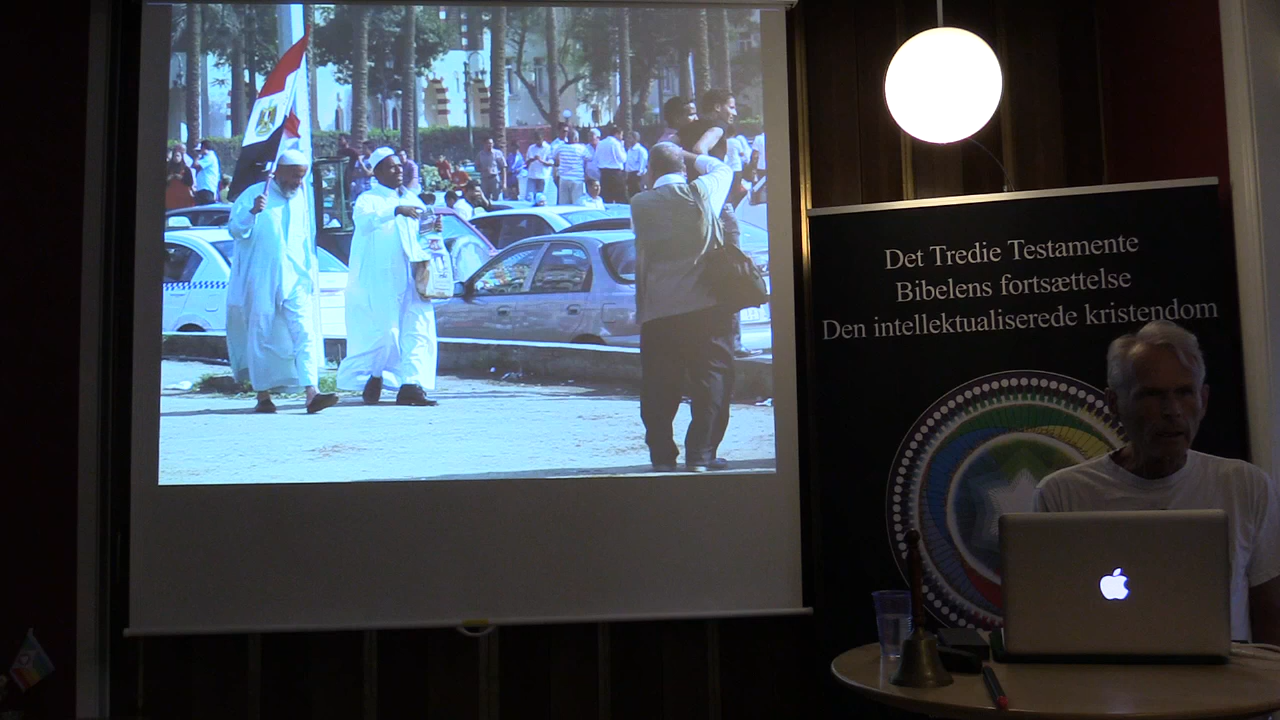 Det Tredie Testamente
Bibelens fortsættelse
Den intellektualiserede kristendom